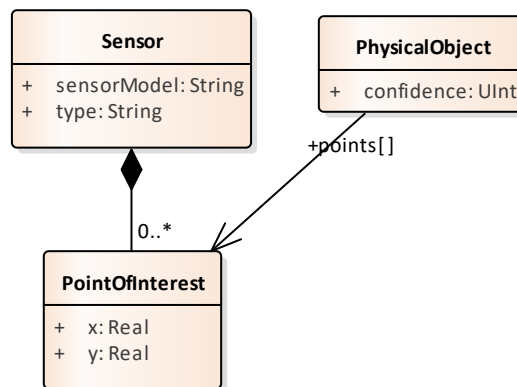 Sensor
+ sensorModel: String
+ type: String
PhysicalObject
+ confidence: UInt
+points[]
0..*
PointOfInterest
+ x: Real
+ y: Real